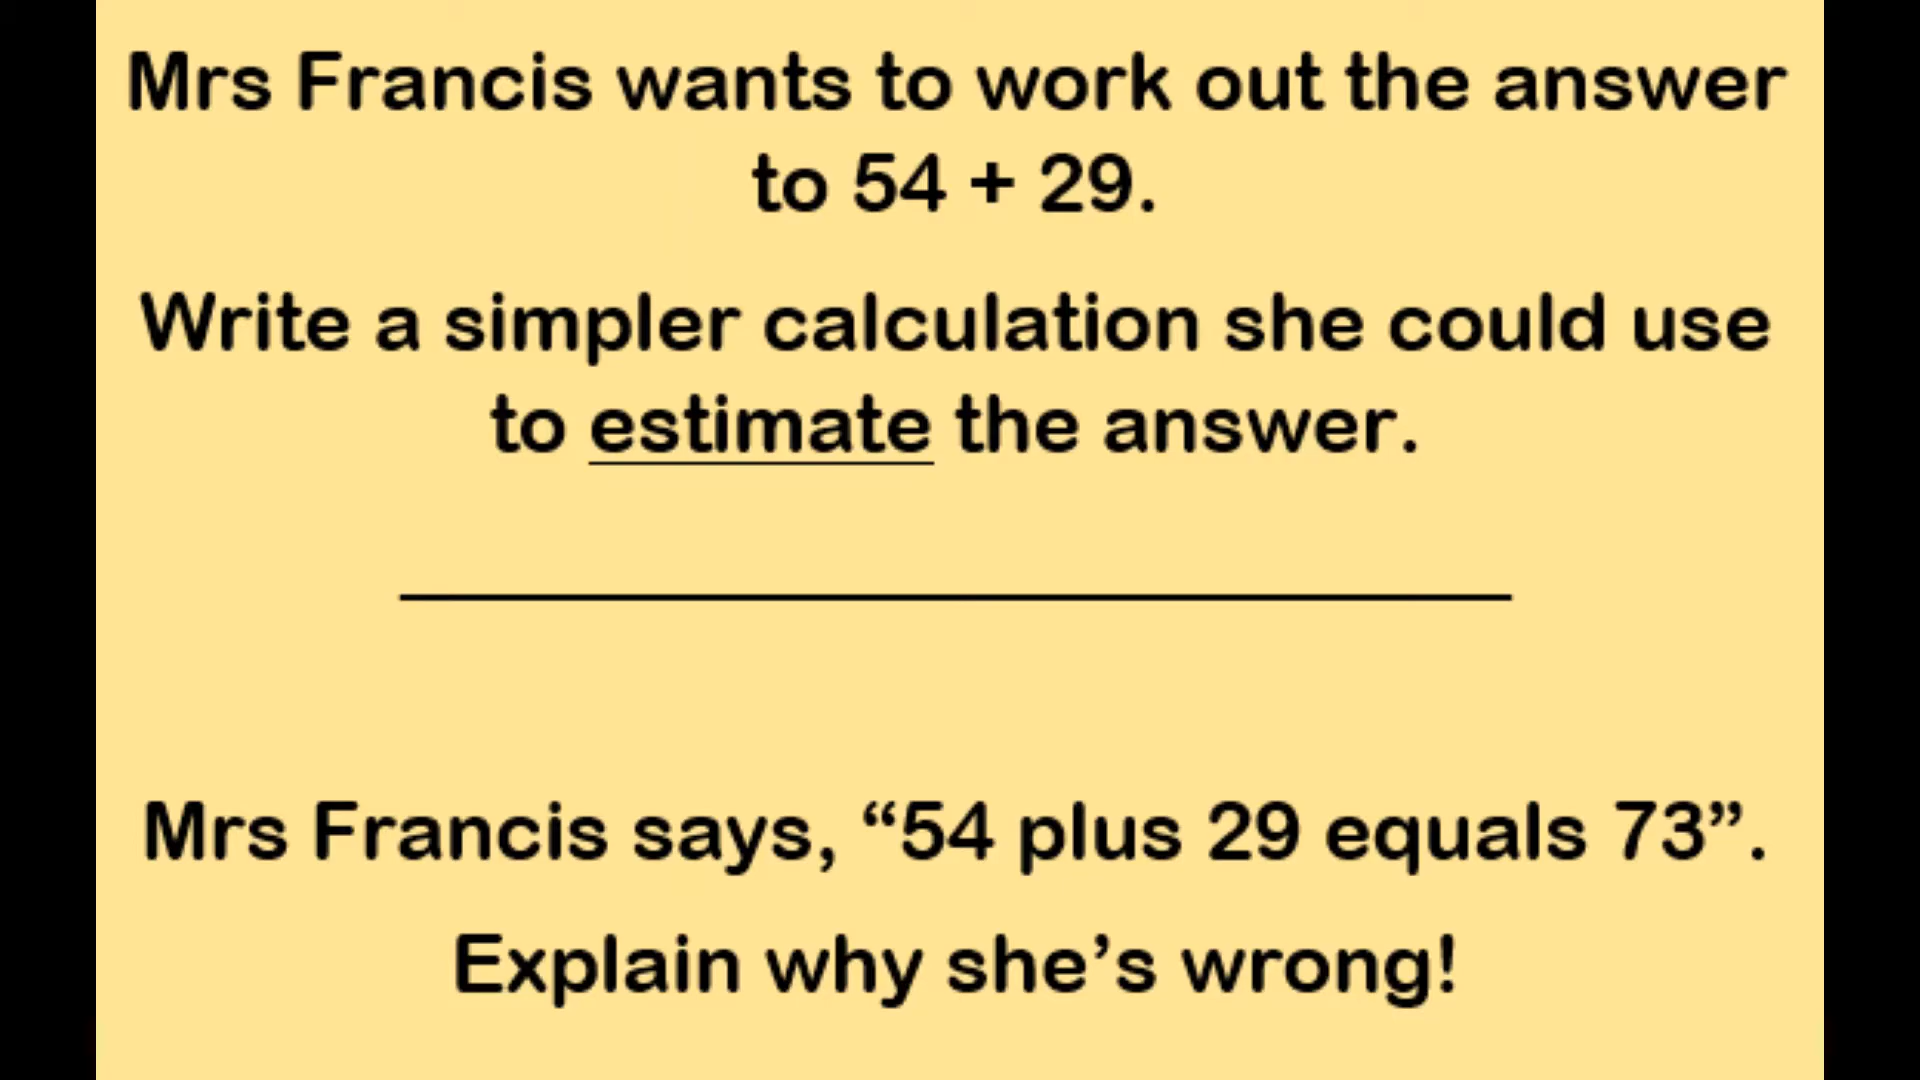 Mrs Francis wants to work out the answer
to 54 + 29.
Write a simpler calculation she could use
to estimate the answer.
Mrs Francis says, “54 plus 29 equals 73”.
Explain why she’s wrong!